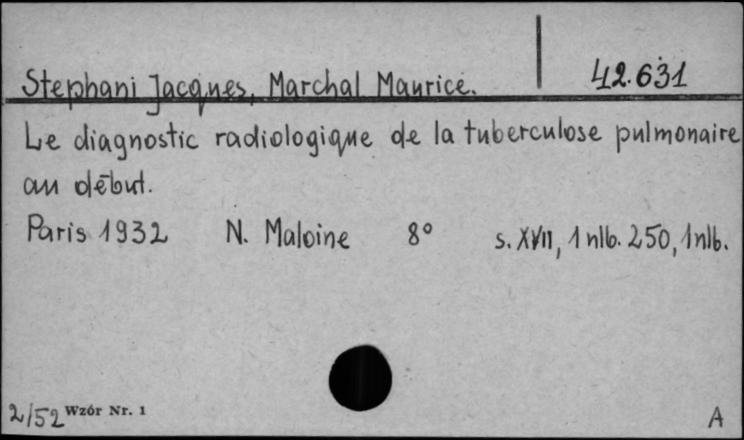 42.631
Stephani Jacques, Marchal Maurice.
Le diagnostic radiologique de la tuberculose pulmonaire
au début.
Paris 1932 N. Maloine 8° s. XVII, 1 nlb. 250, 1 nlb.
2/52 Wzór Nr. 1 A